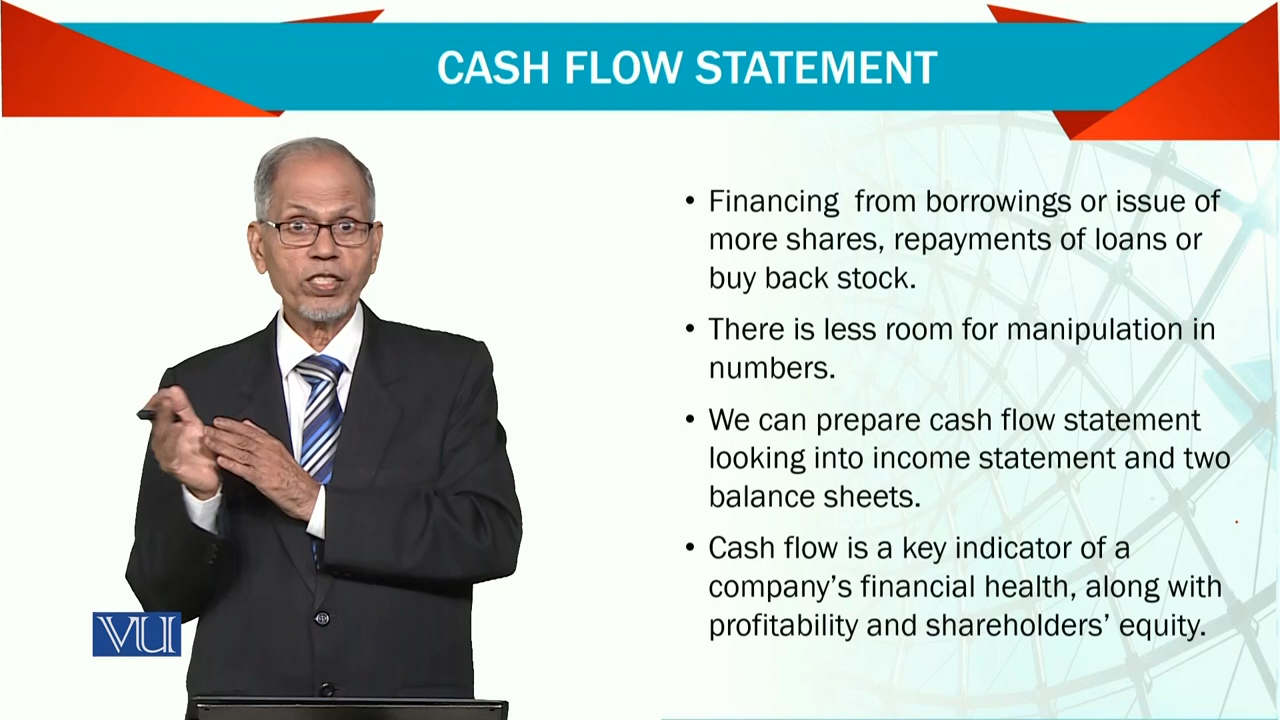 CASH FLOW STATEMENT
• Financing  from borrowings or issue of
more shares, repayments of loans or
buy back stock.
• There is less room for manipulation in
numbers.
• We can prepare cash flow statement
looking into income statement and two
balance sheets.
• Cash flow is a key indicator of a
company’s financial health, along with
profitability and shareholders’ equity.
VU